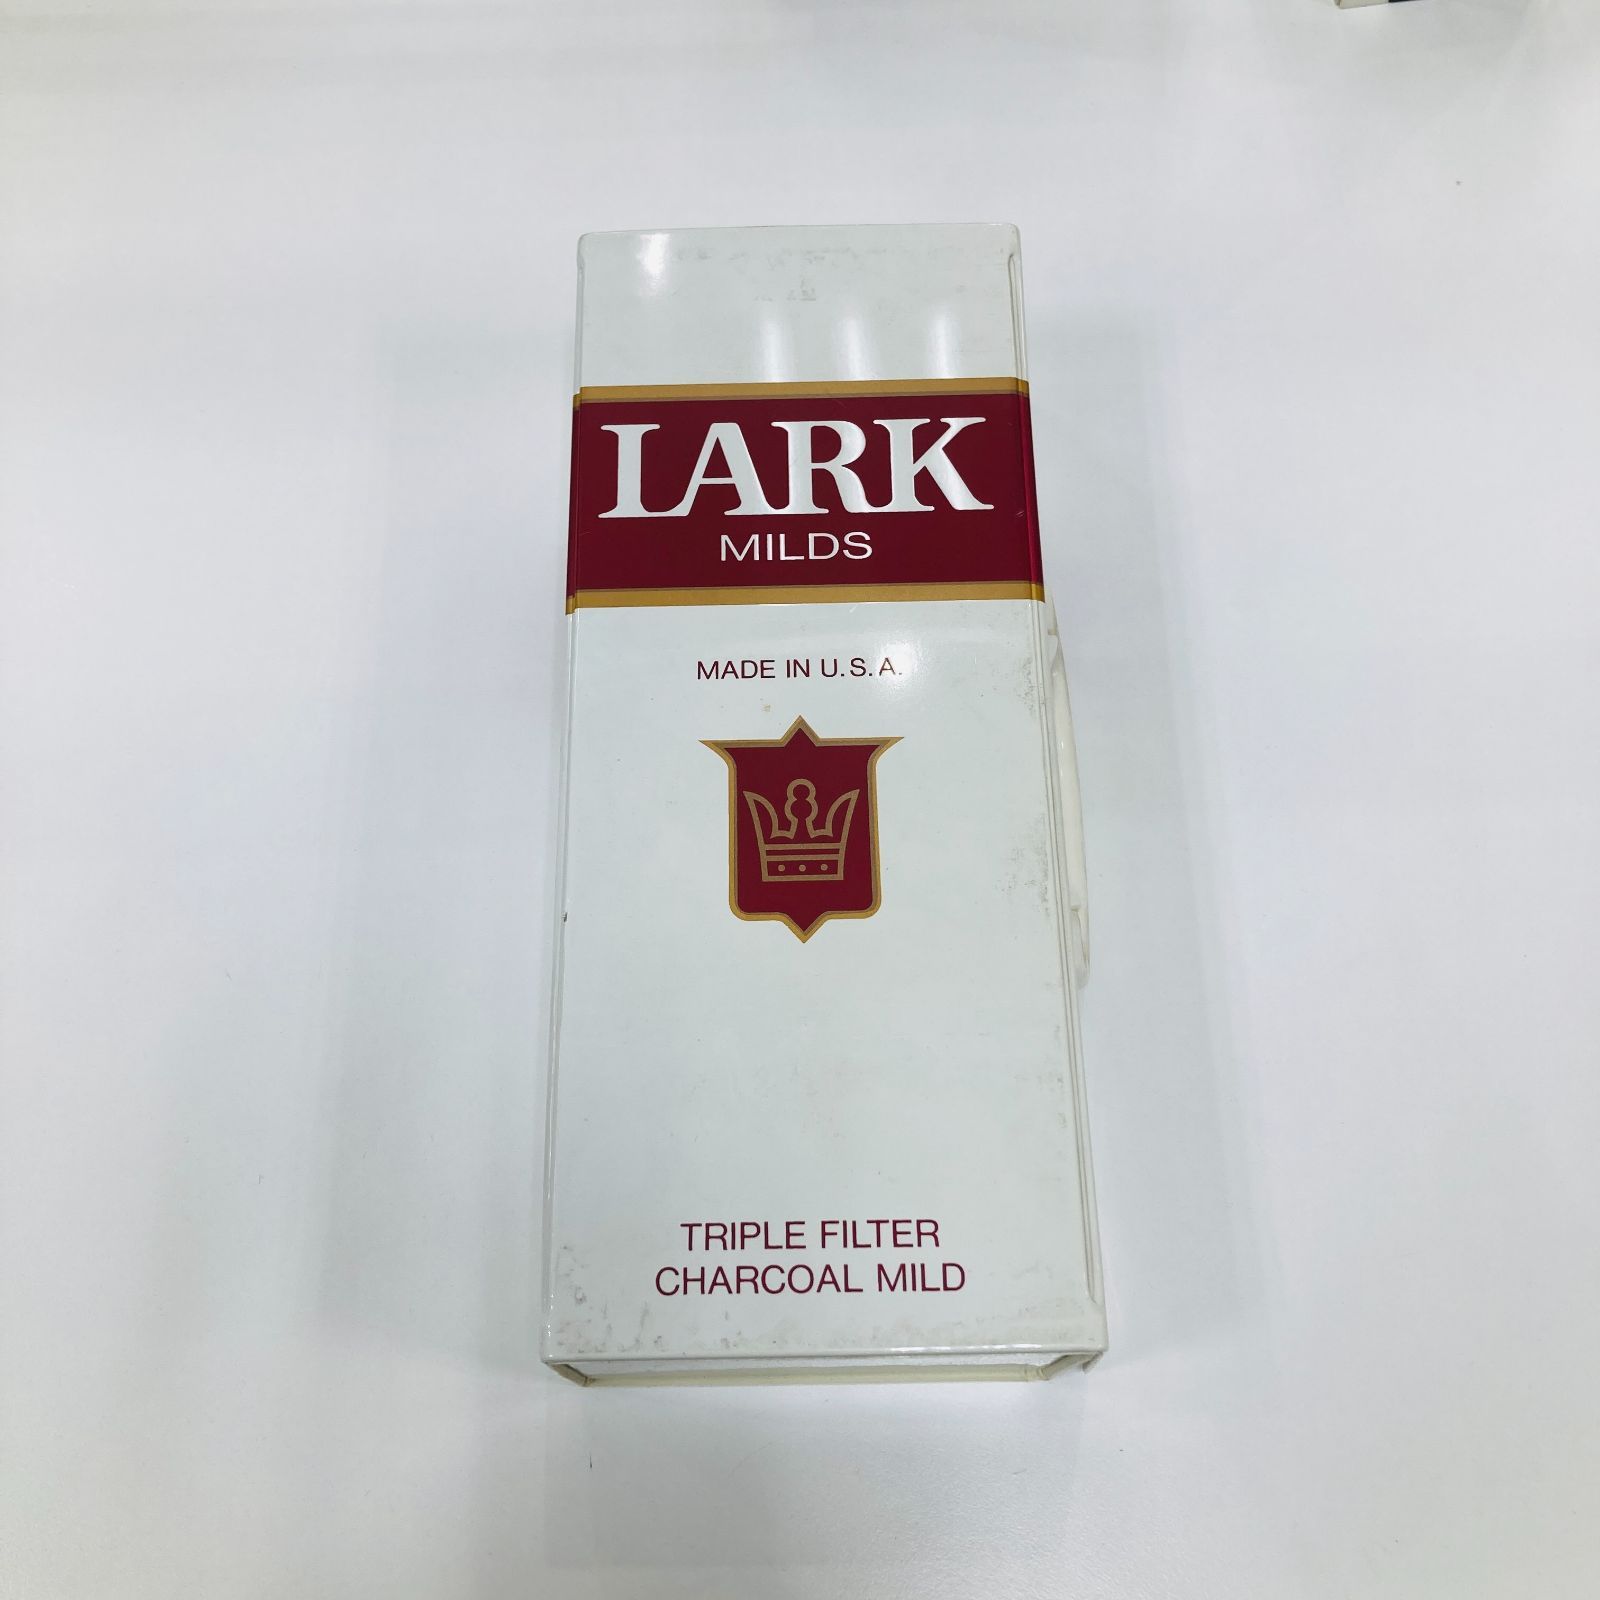 LARK
MILDS
MADE IN U.S.A.
TRIPLE FILTER
CHARCOAL MILD